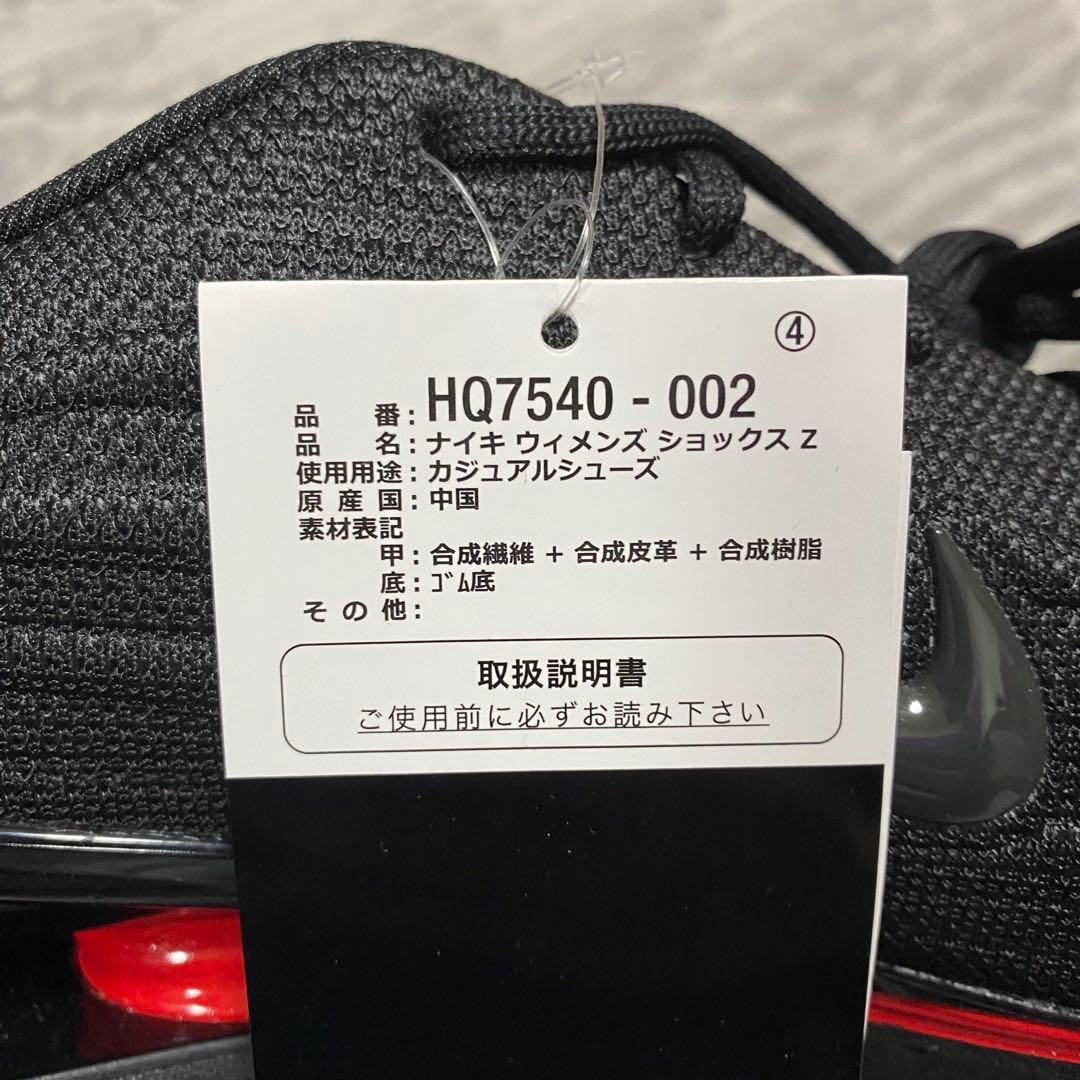 ④
品番:HQ7540-002
品名:ナイキ ウィメンズ ショックス Z
使用用途:カジュアルシューズ
原産国:中国
素材表記
甲:合成繊維 + 合成皮革 + 合成樹脂
底:ｺﾞﾑ底
その他:
取扱説明書
ご使用前に必ずお読み下さい